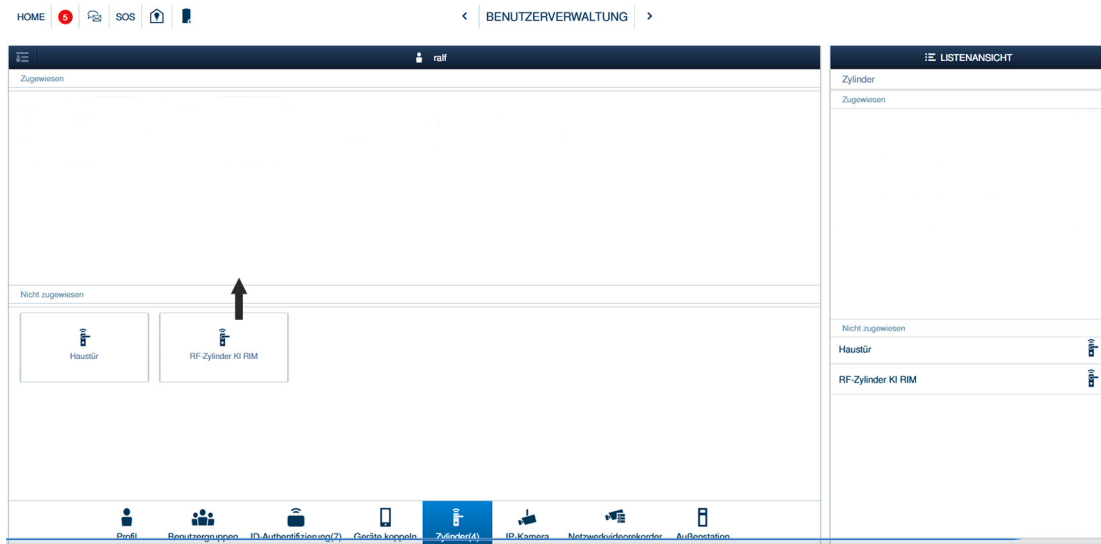 HOME 5 SOS < BENUTZERVERWALTUNG >
ralf
Zugewiesen
Nicht zugewiesen
Haustür
RF-Zylinder KI RIM
Profil
Benutzergruppen
ID-Authentifizierung(7)
Geräte koppeln
Zylinder(4)
IP-Kamera
Netzwerkvideorekorder
Außenstation
LISTENANSICHT
Zylinder
Zugewiesen
Nicht zugewiesen
Haustür
RF-Zylinder KI RIM